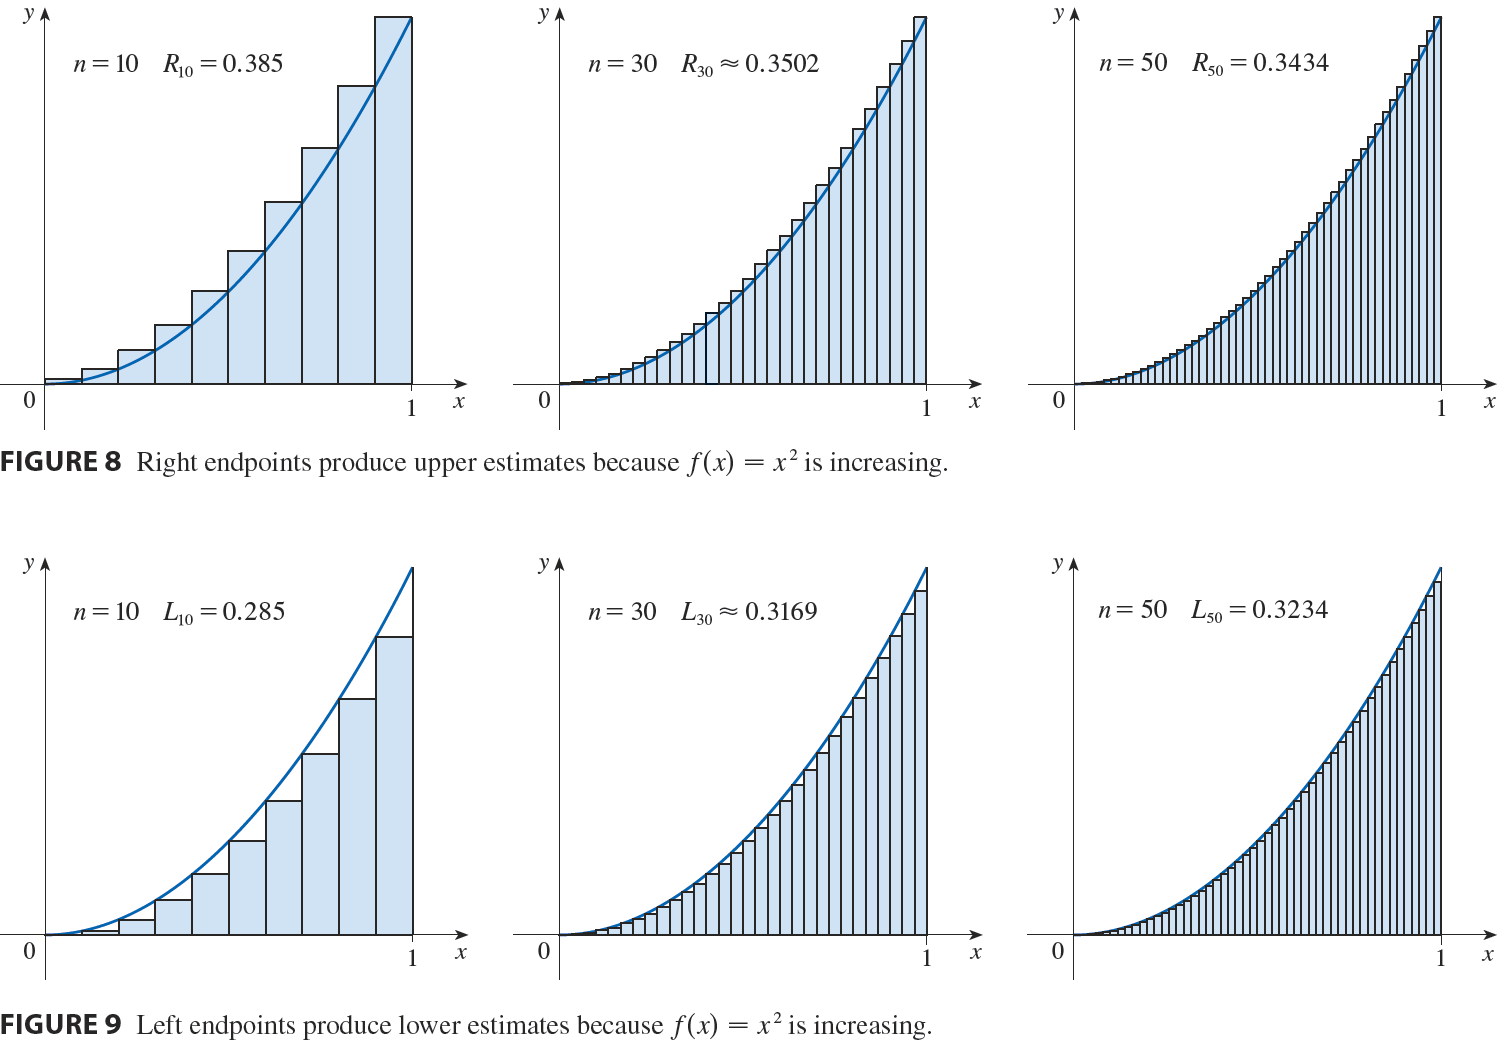 y
n = 10 R₁₀ = 0.385
0
1
x
y
n = 30 R₃₀ ≈ 0.3502
0
1
x
y
n = 50 R₅₀ = 0.3434
0
1
x
FIGURE 8 Right endpoints produce upper estimates because f(x) = x² is increasing.
y
n = 10 L₁₀ = 0.285
0
1
x
y
n = 30 L₃₀ ≈ 0.3169
0
1
x
y
n = 50 L₅₀ = 0.3234
0
1
x
FIGURE 9 Left endpoints produce lower estimates because f(x) = x² is increasing.